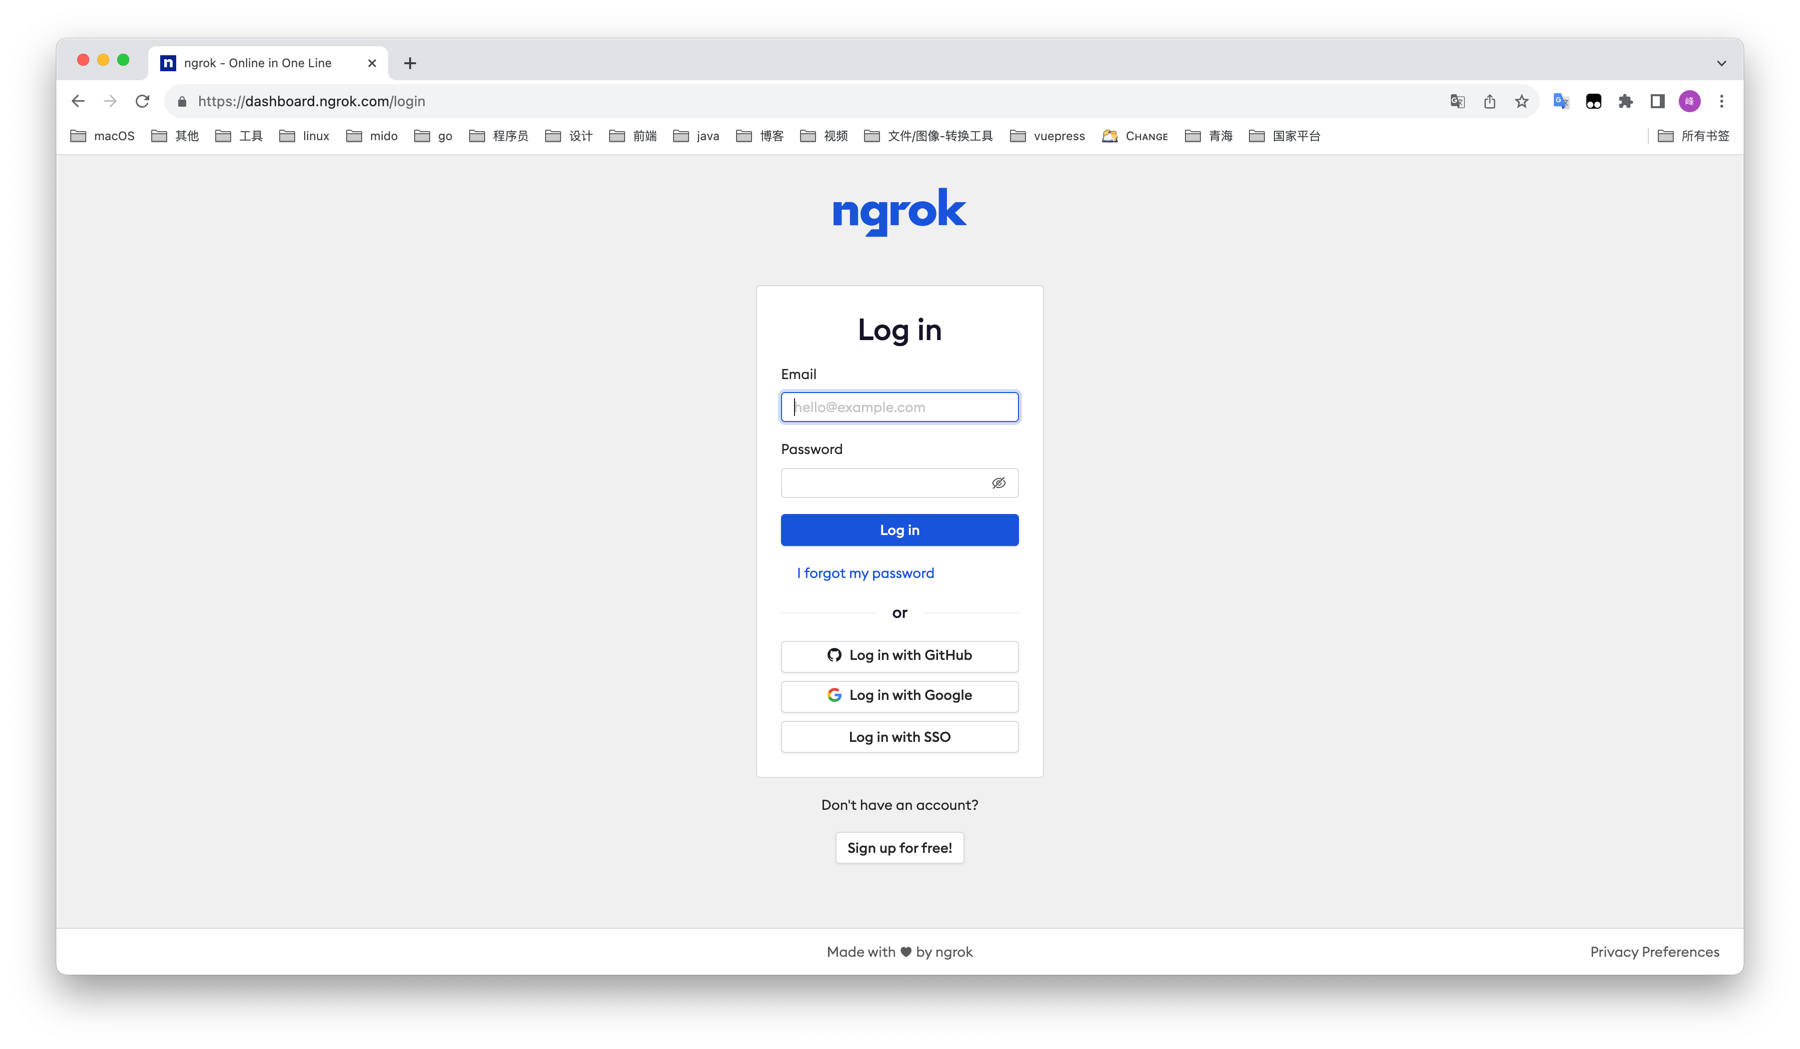 ngrok - Online in One Line
https://dashboard.ngrok.com/login
macOS 其他 工具 linux mido go 程序员 设计 前端 java 博客 视频 文件/图像-转换工具 vuepress CHANGE 青海 国家平台 所有书签
ngrok
Log in
Email
hello@example.com
Password
Log in
I forgot my password
or
Log in with GitHub
Log in with Google
Log in with SSO
Don't have an account?
Sign up for free!
Made with ♥ by ngrok Privacy Preferences